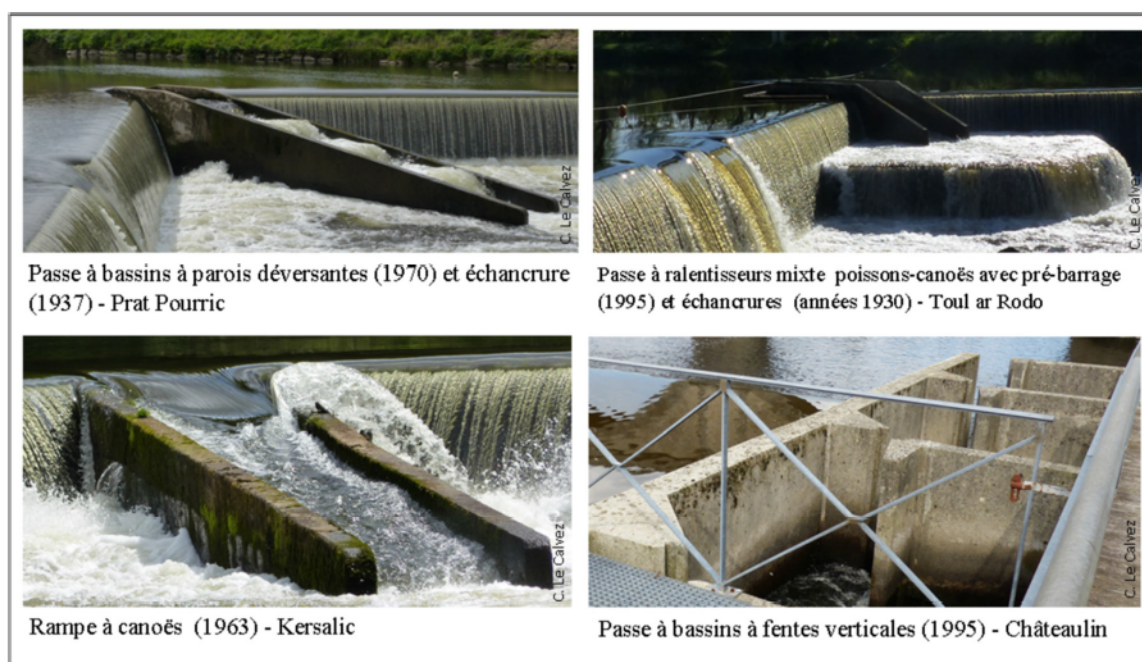 C. Le Calvez
Passe à bassins à parois déversantes (1970) et échancrure
(1937) - Prat Pourric
C. Le Calvez
Passe à ralentisseurs mixte poissons-canoës avec pré-barrage
(1995) et échancrures (années 1930) - Toul ar Rodo
C. Le Calvez
Rampe à canoës (1963) - Kersalic
C. Le Calvez
Passe à bassins à fentes verticales (1995) - Châteaulin